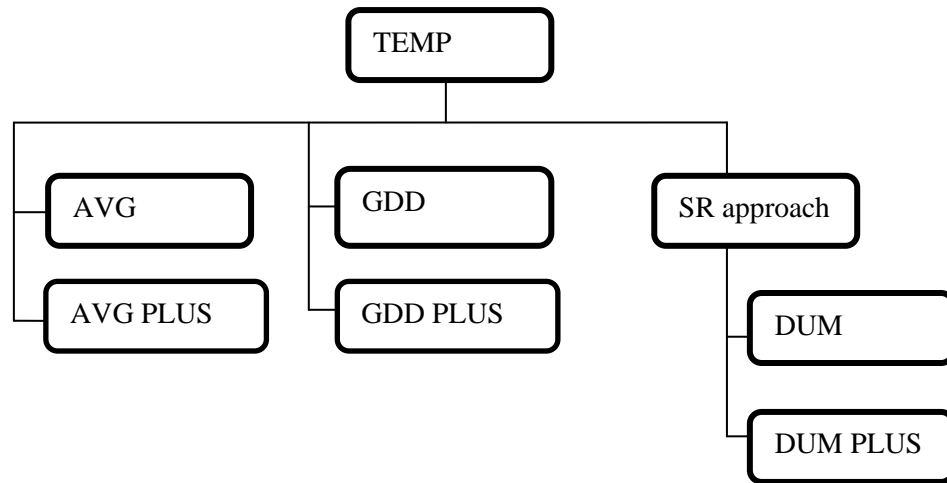 TEMP
AVG
GDD
SR approach
AVG PLUS
GDD PLUS
DUM
DUM PLUS